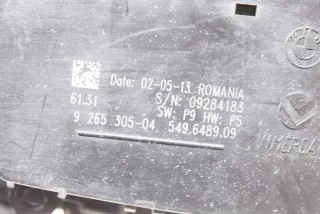 Date: 02-05-13 ROMANIA
61.31 S/N: 09284183
SW: P9 HW: P5
9 265 305-04 549.6489.09